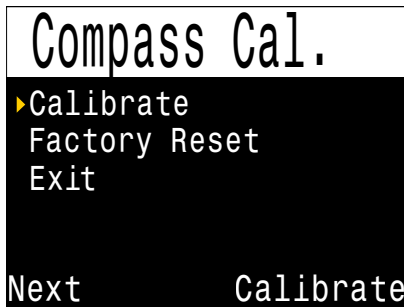 Compass Cal.
Calibrate
Factory Reset
Exit
Next Calibrate